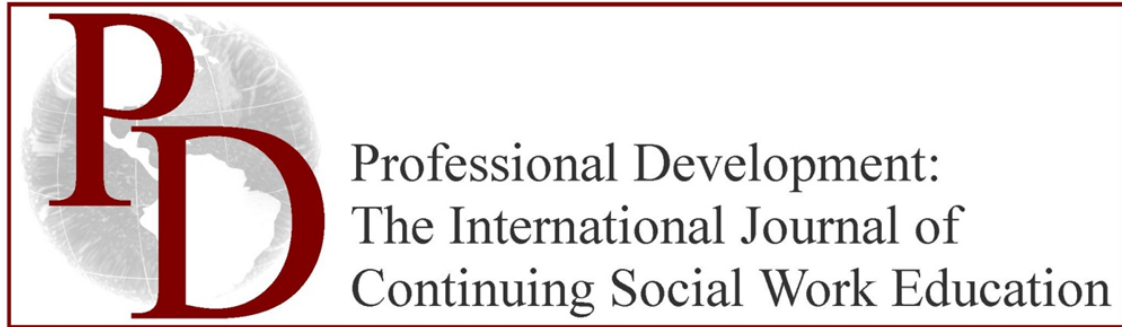 PD
Professional Development:
The International Journal of
Continuing Social Work Education